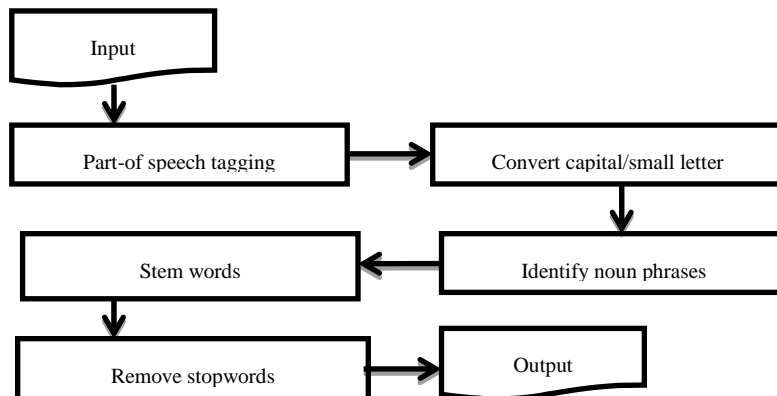 Input
Part-of speech tagging
Convert capital/small letter
Identify noun phrases
Stem words
Remove stopwords
Output